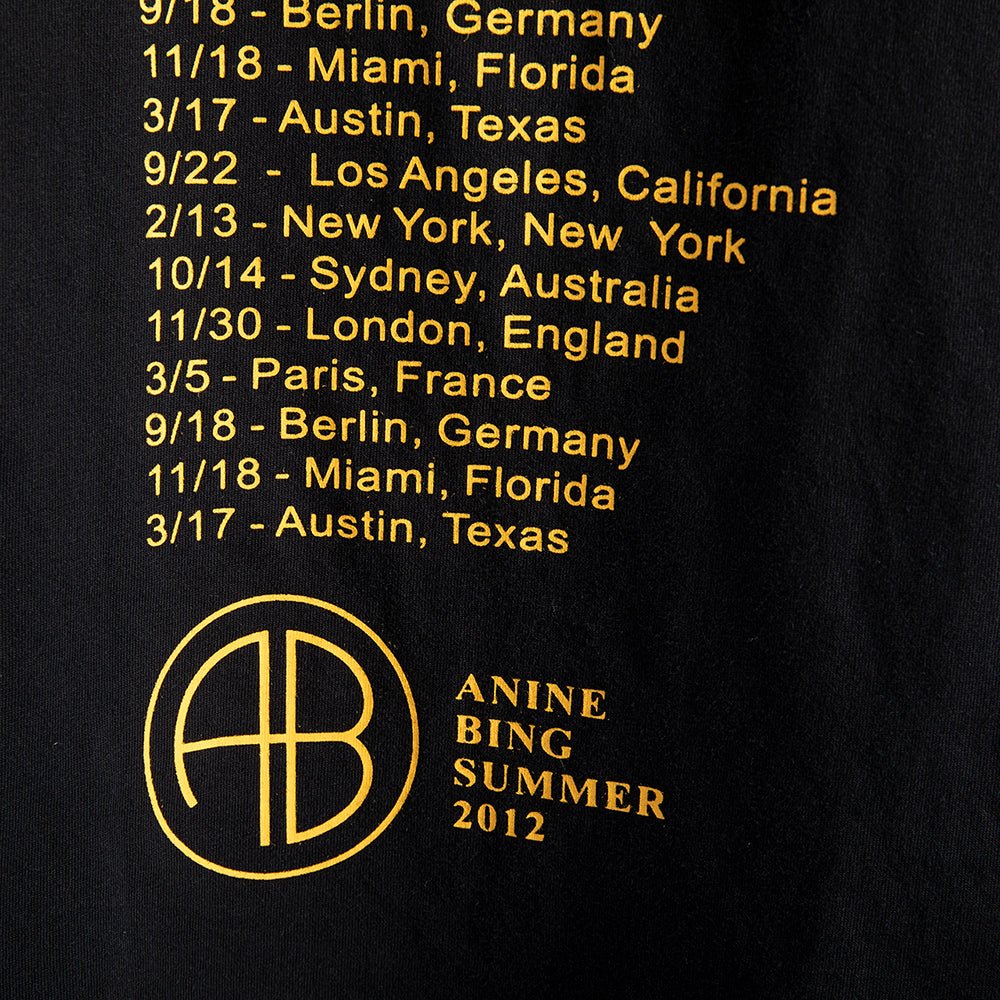 9/18 - Berlin, Germany
11/18 - Miami, Florida
3/17 - Austin, Texas
9/22 - Los Angeles, California
2/13 - New York, New York
10/14 - Sydney, Australia
11/30 - London, England
3/5 - Paris, France
9/18 - Berlin, Germany
11/18 - Miami, Florida
3/17 - Austin, Texas
AB
ANINE
BING
SUMMER
2012